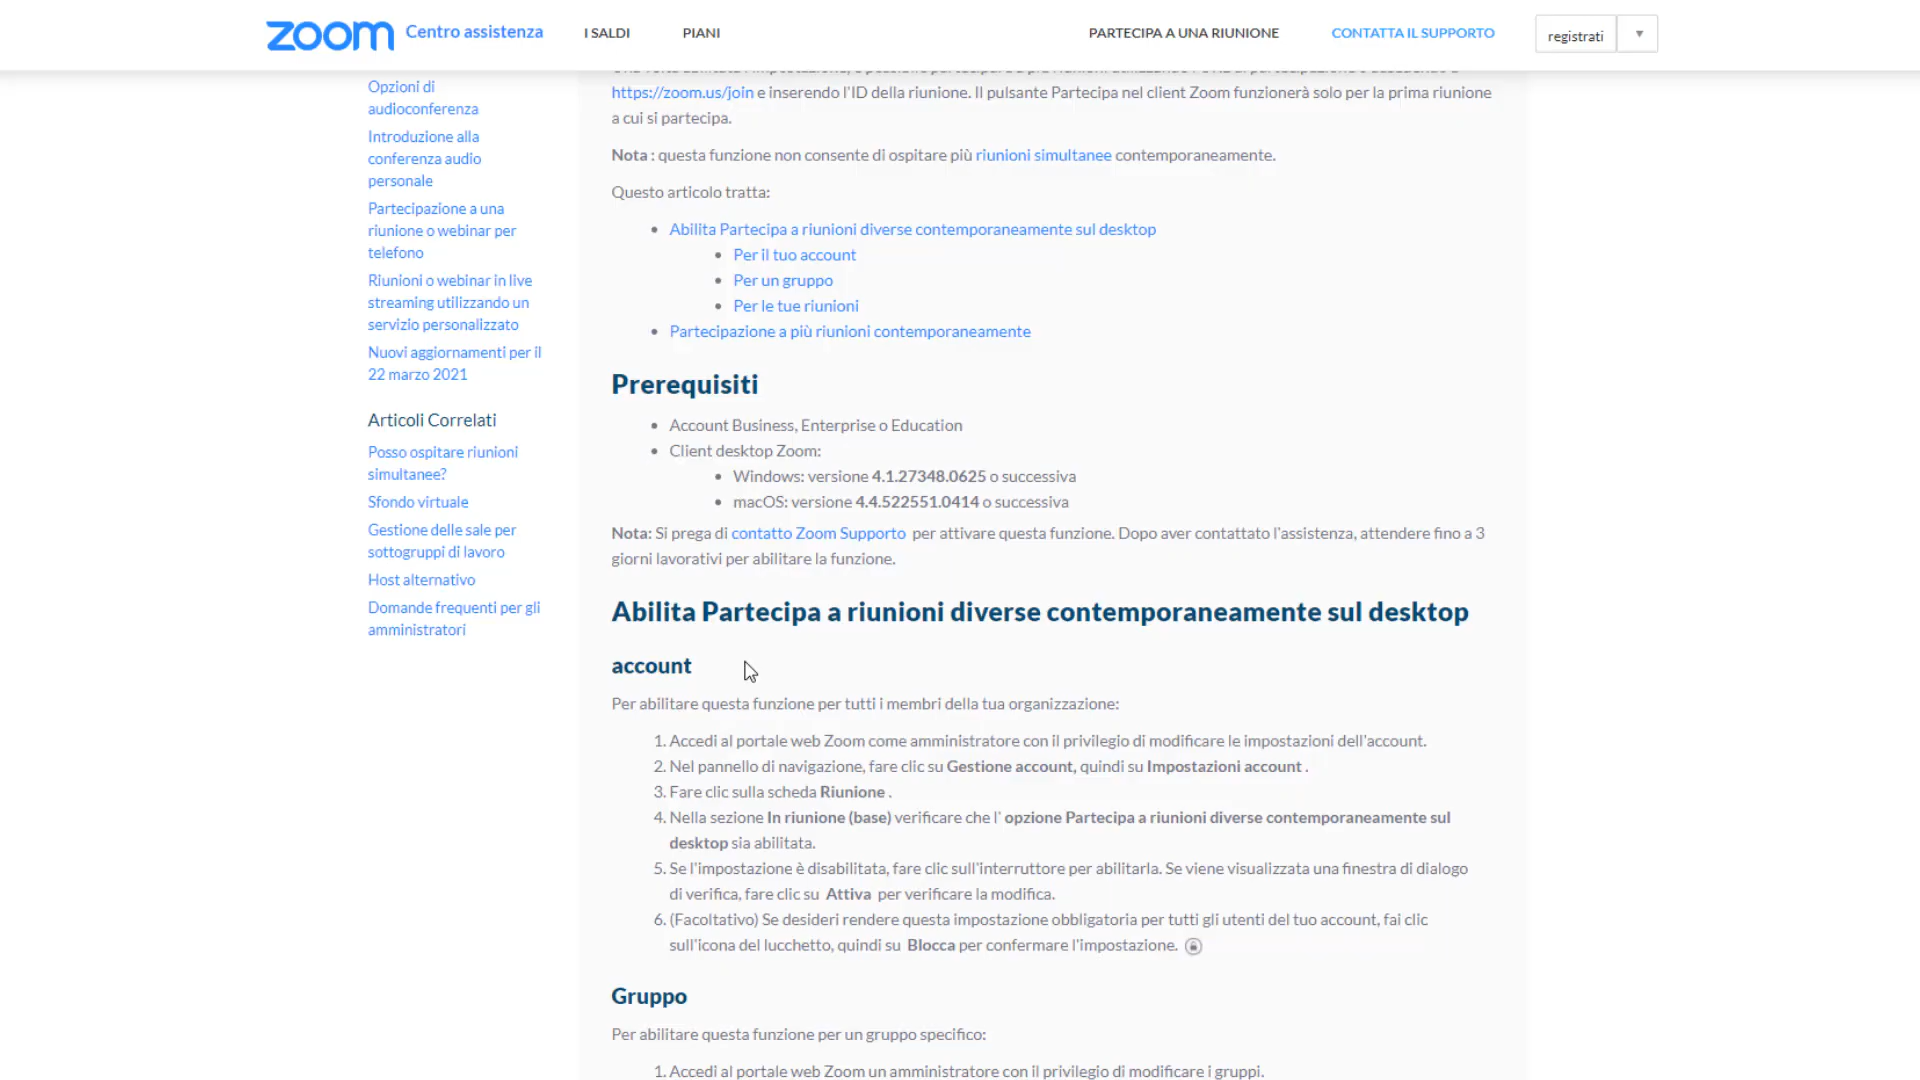 zoom Centro assistenza I SALDI PIANI PARTECIPA A UNA RIUNIONE CONTATTA IL SUPPORTO registrati
Opzioni di
audioconferenza
Introduzione alla
conferenza audio
personale
Partecipazione a una
riunione o webinar per
telefono
Riunioni o webinar in live
streaming utilizzando un
servizio personalizzato
Nuovi aggiornamenti per il
22 marzo 2021
Articoli Correlati
Posso ospitare riunioni
simultanee?
Sfondo virtuale
Gestione delle sale per
sottogruppi di lavoro
Host alternativo
Domande frequenti per gli
amministratori
https://zoom.us/join e inserendo l'ID della riunione. Il pulsante Partecipa nel client Zoom funzionerà solo per la prima riunione
a cui si partecipa.
Nota : questa funzione non consente di ospitare più riunioni simultanee contemporaneamente.
Questo articolo tratta:
• Abilita Partecipa a riunioni diverse contemporaneamente sul desktop
• Per il tuo account
• Per un gruppo
• Per le tue riunioni
• Partecipazione a più riunioni contemporaneamente
Prerequisiti
• Account Business, Enterprise o Education
• Client desktop Zoom:
• Windows: versione 4.1.27348.0625 o successiva
• macOS: versione 4.4.522551.0414 o successiva
Nota: Si prega di contatto Zoom Supporto per attivare questa funzione. Dopo aver contattato l'assistenza, attendere fino a 3
giorni lavorativi per abilitare la funzione.
Abilita Partecipa a riunioni diverse contemporaneamente sul desktop
account
Per abilitare questa funzione per tutti i membri della tua organizzazione:
1. Accedi al portale web Zoom come amministratore con il privilegio di modificare le impostazioni dell'account.
2. Nel pannello di navigazione, fare clic su Gestione account, quindi su Impostazioni account .
3. Fare clic sulla scheda Riunione .
4. Nella sezione In riunione (base) verificare che l' opzione Partecipa a riunioni diverse contemporaneamente sul
desktop sia abilitata.
5. Se l'impostazione è disabilitata, fare clic sull'interruttore per abilitarla. Se viene visualizzata una finestra di dialogo
di verifica, fare clic su Attiva per verificare la modifica.
6. (Facoltativo) Se desideri rendere questa impostazione obbligatoria per tutti gli utenti del tuo account, fai clic
sull'icona del lucchetto, quindi su Blocca per confermare l'impostazione.
Gruppo
Per abilitare questa funzione per un gruppo specifico:
1. Accedi al portale web Zoom un amministratore con il privilegio di modificare i gruppi.